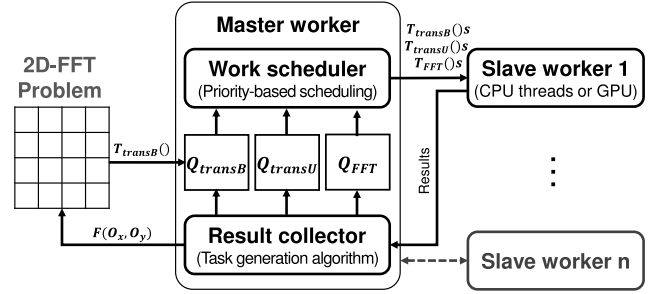 Master worker
2D-FFT
Problem
Work scheduler
(Priority-based scheduling)
T_transB()s
T_transU()s
T_FFT()s
Slave worker 1
(CPU threads or GPU)
T_transB()
Q_transB
Q_transU
Q_FFT
Results
⋮
F(O_x, O_y)
Result collector
(Task generation algorithm)
Slave worker n